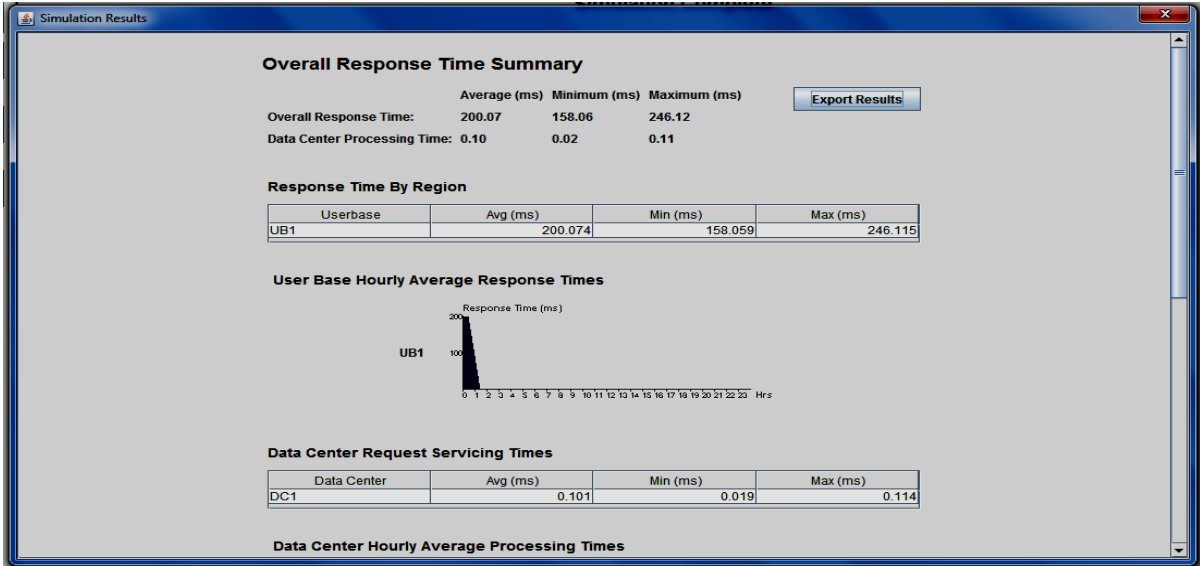 Simulation Complete
Simulation Results
Overall Response Time Summary
Average (ms) Minimum (ms) Maximum (ms)
Export Results
Overall Response Time: 200.07 158.06 246.12
Data Center Processing Time: 0.10 0.02 0.11
Response Time By Region
Userbase Avg (ms) Min (ms) Max (ms)
UB1 200.074 158.059 246.115
User Base Hourly Average Response Times
Response Time (ms)
200
UB1 100
0 1 2 3 4 5 6 7 8 9 10 11 12 13 14 15 16 17 18 19 20 21 22 23 Hrs
Data Center Request Servicing Times
Data Center Avg (ms) Min (ms) Max (ms)
DC1 0.101 0.019 0.114
Data Center Hourly Average Processing Times